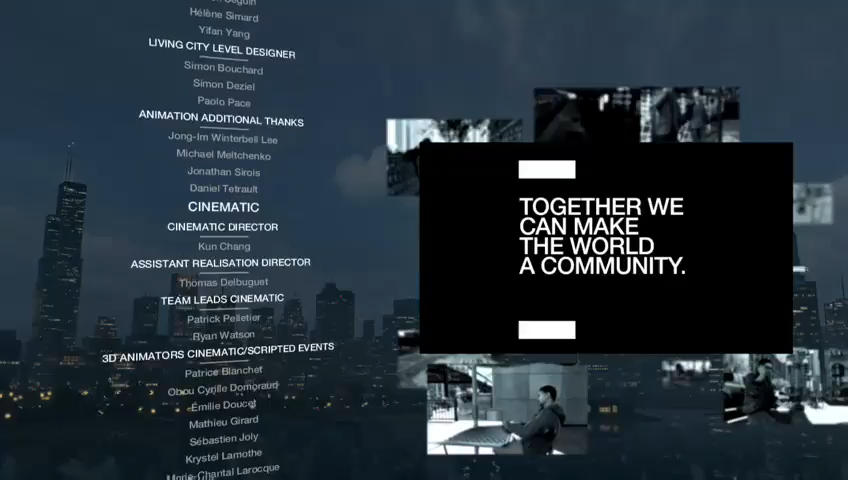 Hélène Simard
Yifan Yang
LIVING CITY LEVEL DESIGNER
Simon Bouchard
Simon Deziel
Paolo Pace
ANIMATION ADDITIONAL THANKS
Jong-Im Winterbell Lee
Michael Meltchenko
Jonathan Sirois
Daniel Tetrault
CINEMATIC
CINEMATIC DIRECTOR
Kun Chang
ASSISTANT REALISATION DIRECTOR
Thomas Delbuguet
TEAM LEADS CINEMATIC
Patrick Pelletier
Ryan Watson
3D ANIMATORS CINEMATIC/SCRIPTED EVENTS
Patrice Blanchet
Obou Cyrille Domoraud
Émilie Doucet
Mathieu Girard
Sébastien Joly
Krystel Lamothe
Marie-Chantal Larocque
TOGETHER WE
CAN MAKE
THE WORLD
A COMMUNITY.